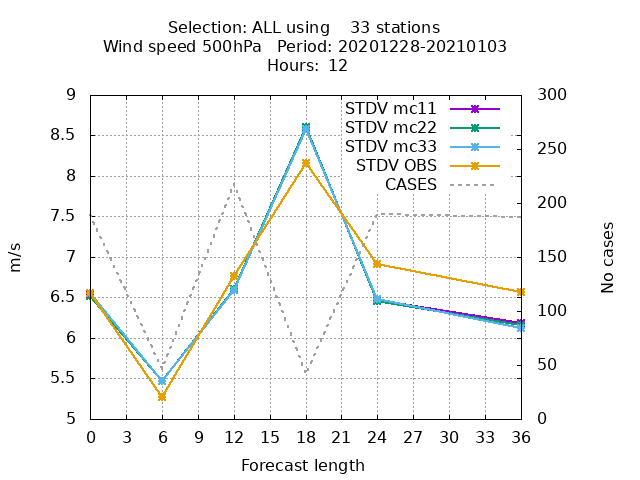 Selection: ALL using    33 stations
Wind speed 500hPa   Period: 20201228-20210103
Hours:  12
9
8.5
8
7.5
7
6.5
6
5.5
5
m/s
STDV mc11
STDV mc22
STDV mc33
STDV OBS
CASES
300
250
200
150
100
50
0
No cases
0 3 6 9 12 15 18 21 24 27 30 33 36
Forecast length